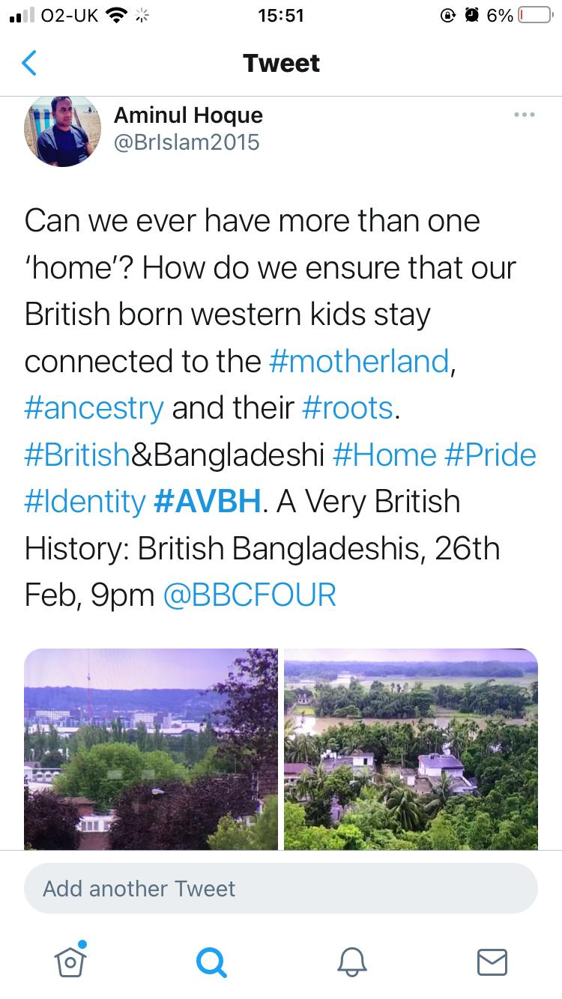 O2-UK 15:51 6%
Tweet
Aminul Hoque
@BrIslam2015
Can we ever have more than one
‘home’? How do we ensure that our
British born western kids stay
connected to the #motherland,
#ancestry and their #roots.
#British&Bangladeshi #Home #Pride
#Identity #AVBH. A Very British
History: British Bangladeshis, 26th
Feb, 9pm @BBCFOUR
Add another Tweet